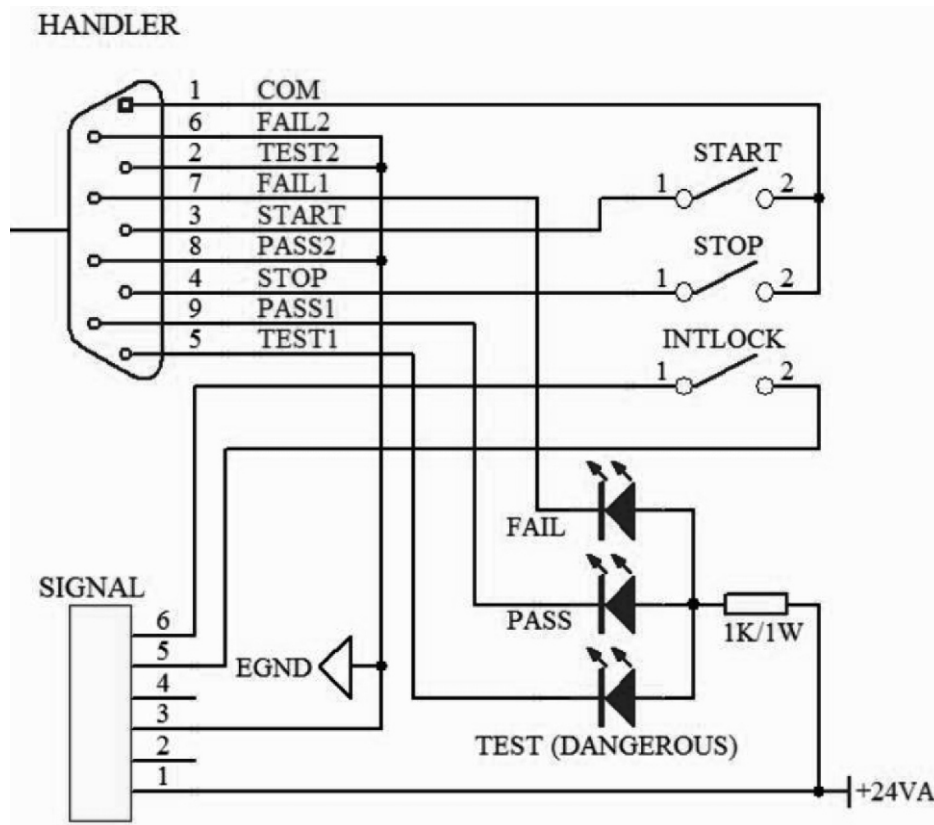 HANDLER
1 COM
6 FAIL2
2 TEST2
7 FAIL1
3 START
8 PASS2
4 STOP
9 PASS1
5 TEST1
START
1 2
STOP
1 2
INTLOCK
1 2
FAIL
PASS
1K/1W
TEST (DANGEROUS)
EGND
SIGNAL
6
5
4
3
2
1
+24VA